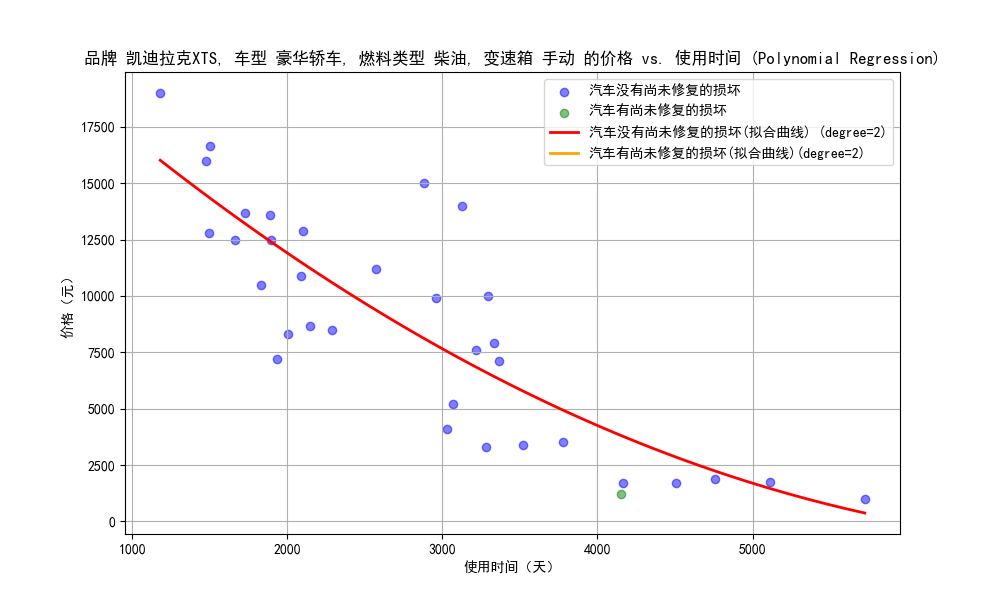 品牌 凯迪拉克XTS, 车型 豪华轿车, 燃料类型 柴油, 变速箱 手动 的价格 vs. 使用时间 (Polynomial Regression)
汽车没有尚未修复的损坏
汽车有尚未修复的损坏
汽车没有尚未修复的损坏(拟合曲线) (degree=2)
汽车有尚未修复的损坏(拟合曲线)(degree=2)
价格（元）
17500
15000
12500
10000
7500
5000
2500
0
1000 2000 3000 4000 5000
使用时间（天）